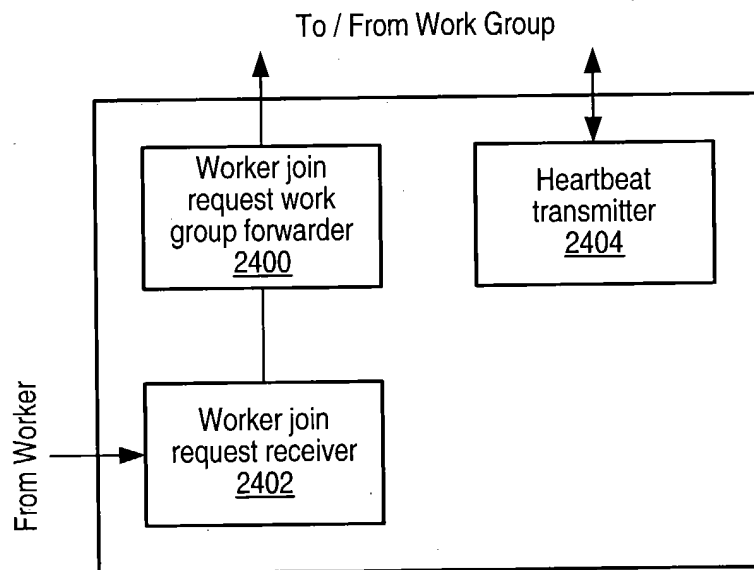 To / From Work Group
Worker join
request work
group forwarder
2400
Heartbeat
transmitter
2404
From Worker
Worker join
request receiver
2402